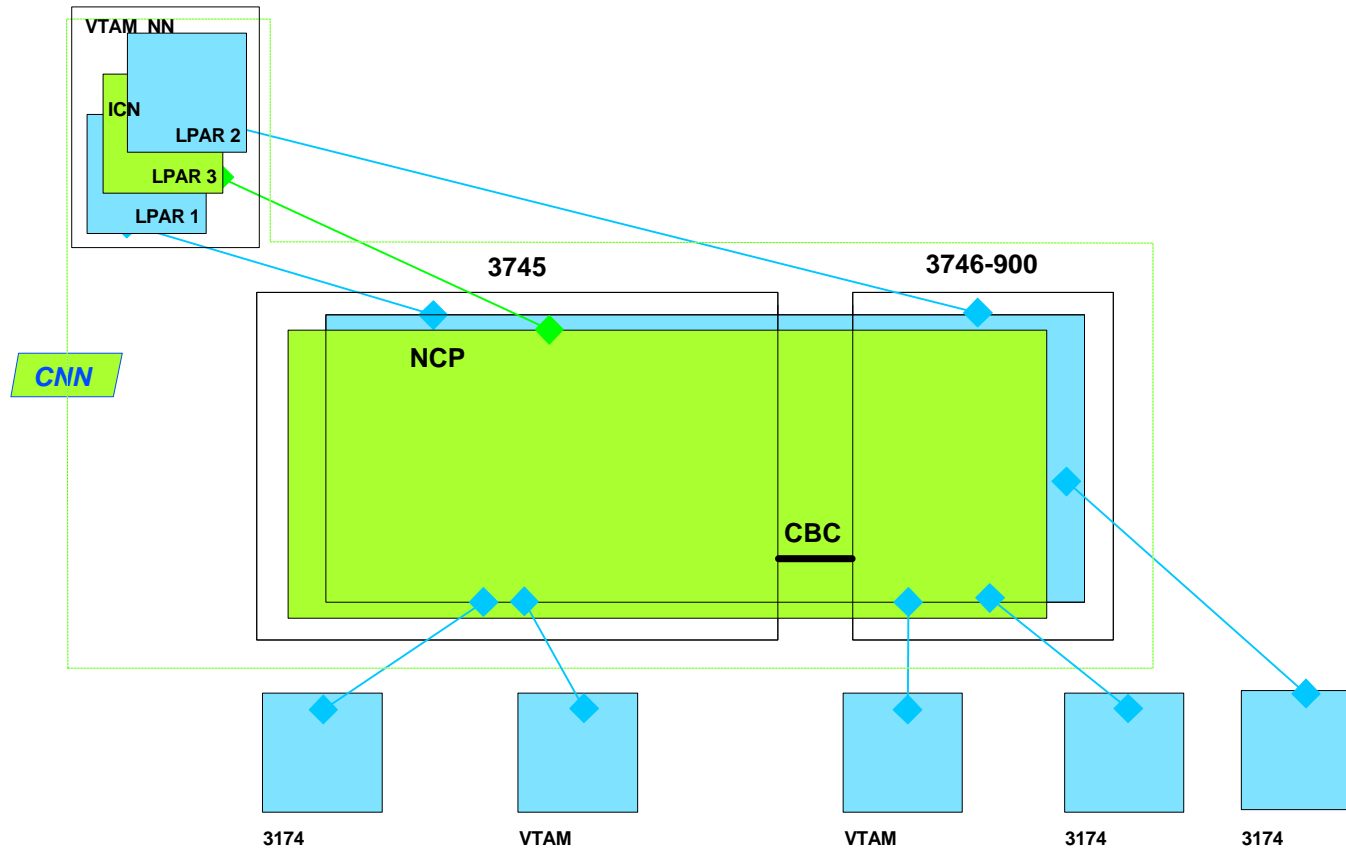 VTAM NN
ICN
LPAR 2
LPAR 3
LPAR 1
3745
3746-900
NCP
CNN
CBC
3174
VTAM
VTAM
3174
3174